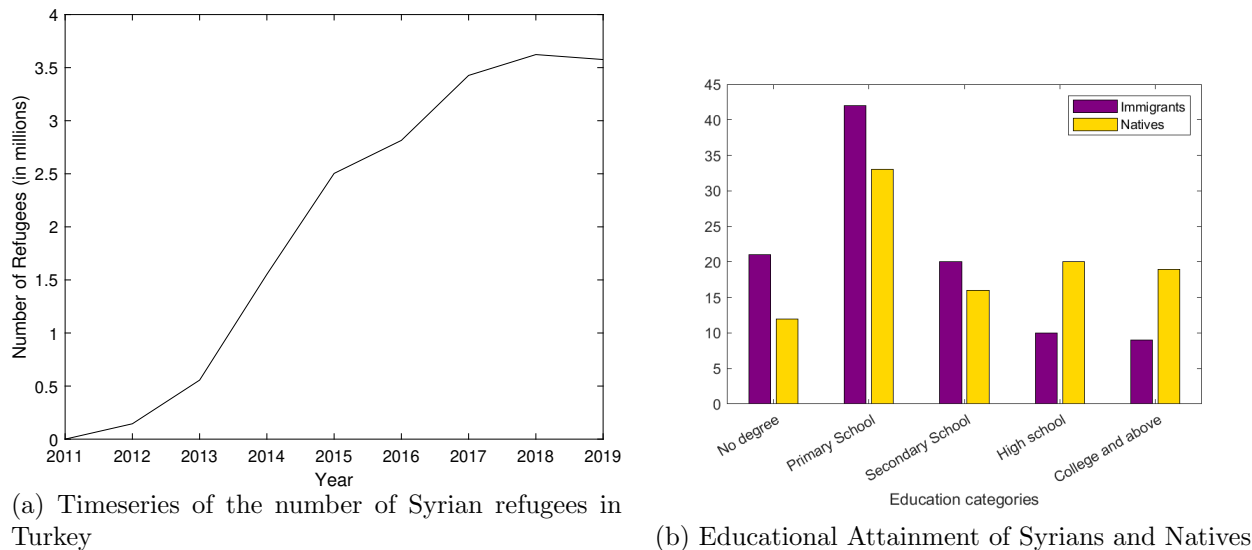 4
3.5
3
2.5
2
1.5
1
0.5
0
Number of Refugees (in millions)
2011 2012 2013 2014 2015 2016 2017 2018 2019
Year
(a) Timeseries of the number of Syrian refugees in
Turkey
45
40
35
30
25
20
15
10
5
0
Immigrants
Natives
No degree
Primary School
Secondary School
High school
College and above
Education categories
(b) Educational Attainment of Syrians and Natives